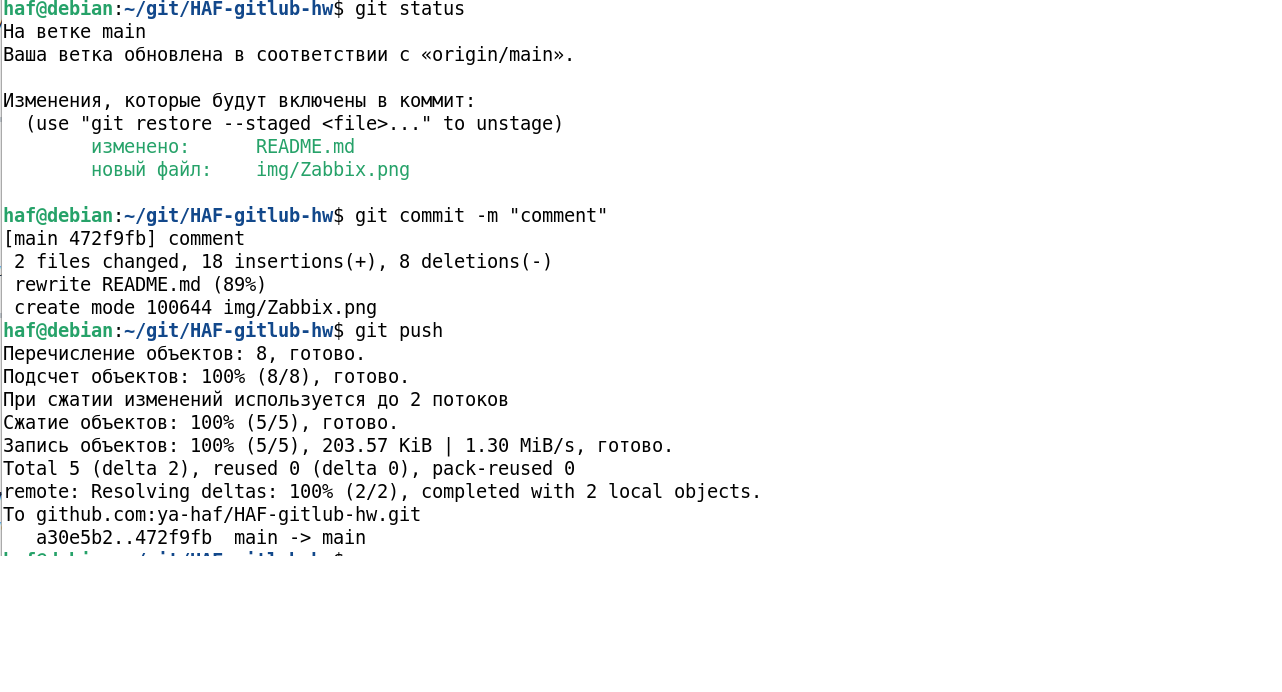 haf@debian:~/git/HAF-gitlub-hw$ git status
На ветке main
Ваша ветка обновлена в соответствии с «origin/main».
Изменения, которые будут включены в коммит:
  (use "git restore --staged <file>..." to unstage)
        изменено:      README.md
        новый файл:    img/Zabbix.png
haf@debian:~/git/HAF-gitlub-hw$ git commit -m "comment"
[main 472f9fb] comment
 2 files changed, 18 insertions(+), 8 deletions(-)
 rewrite README.md (89%)
 create mode 100644 img/Zabbix.png
haf@debian:~/git/HAF-gitlub-hw$ git push
Перечисление объектов: 8, готово.
Подсчет объектов: 100% (8/8), готово.
При сжатии изменений используется до 2 потоков
Сжатие объектов: 100% (5/5), готово.
Запись объектов: 100% (5/5), 203.57 KiB | 1.30 MiB/s, готово.
Total 5 (delta 2), reused 0 (delta 0), pack-reused 0
remote: Resolving deltas: 100% (2/2), completed with 2 local objects.
To github.com:ya-haf/HAF-gitlub-hw.git
   a30e5b2..472f9fb  main -> main